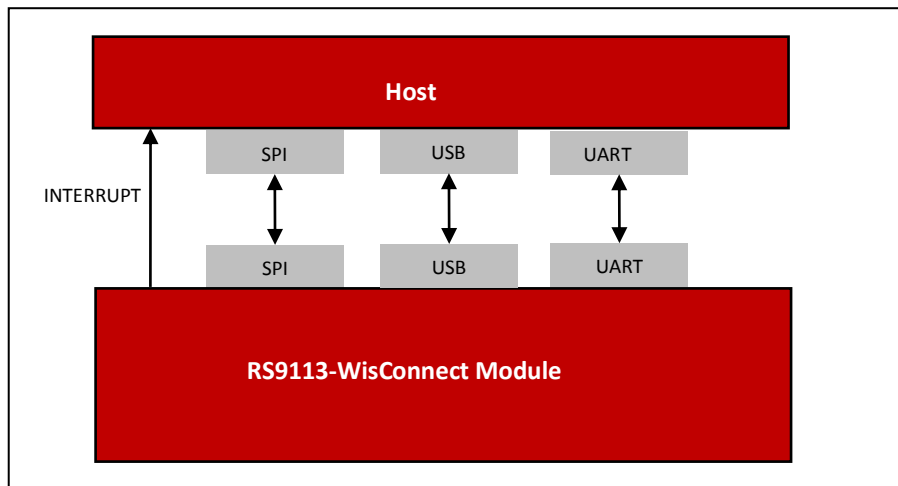 Host
SPI
USB
UART
INTERRUPT
SPI
USB
UART
RS9113-WisConnect Module